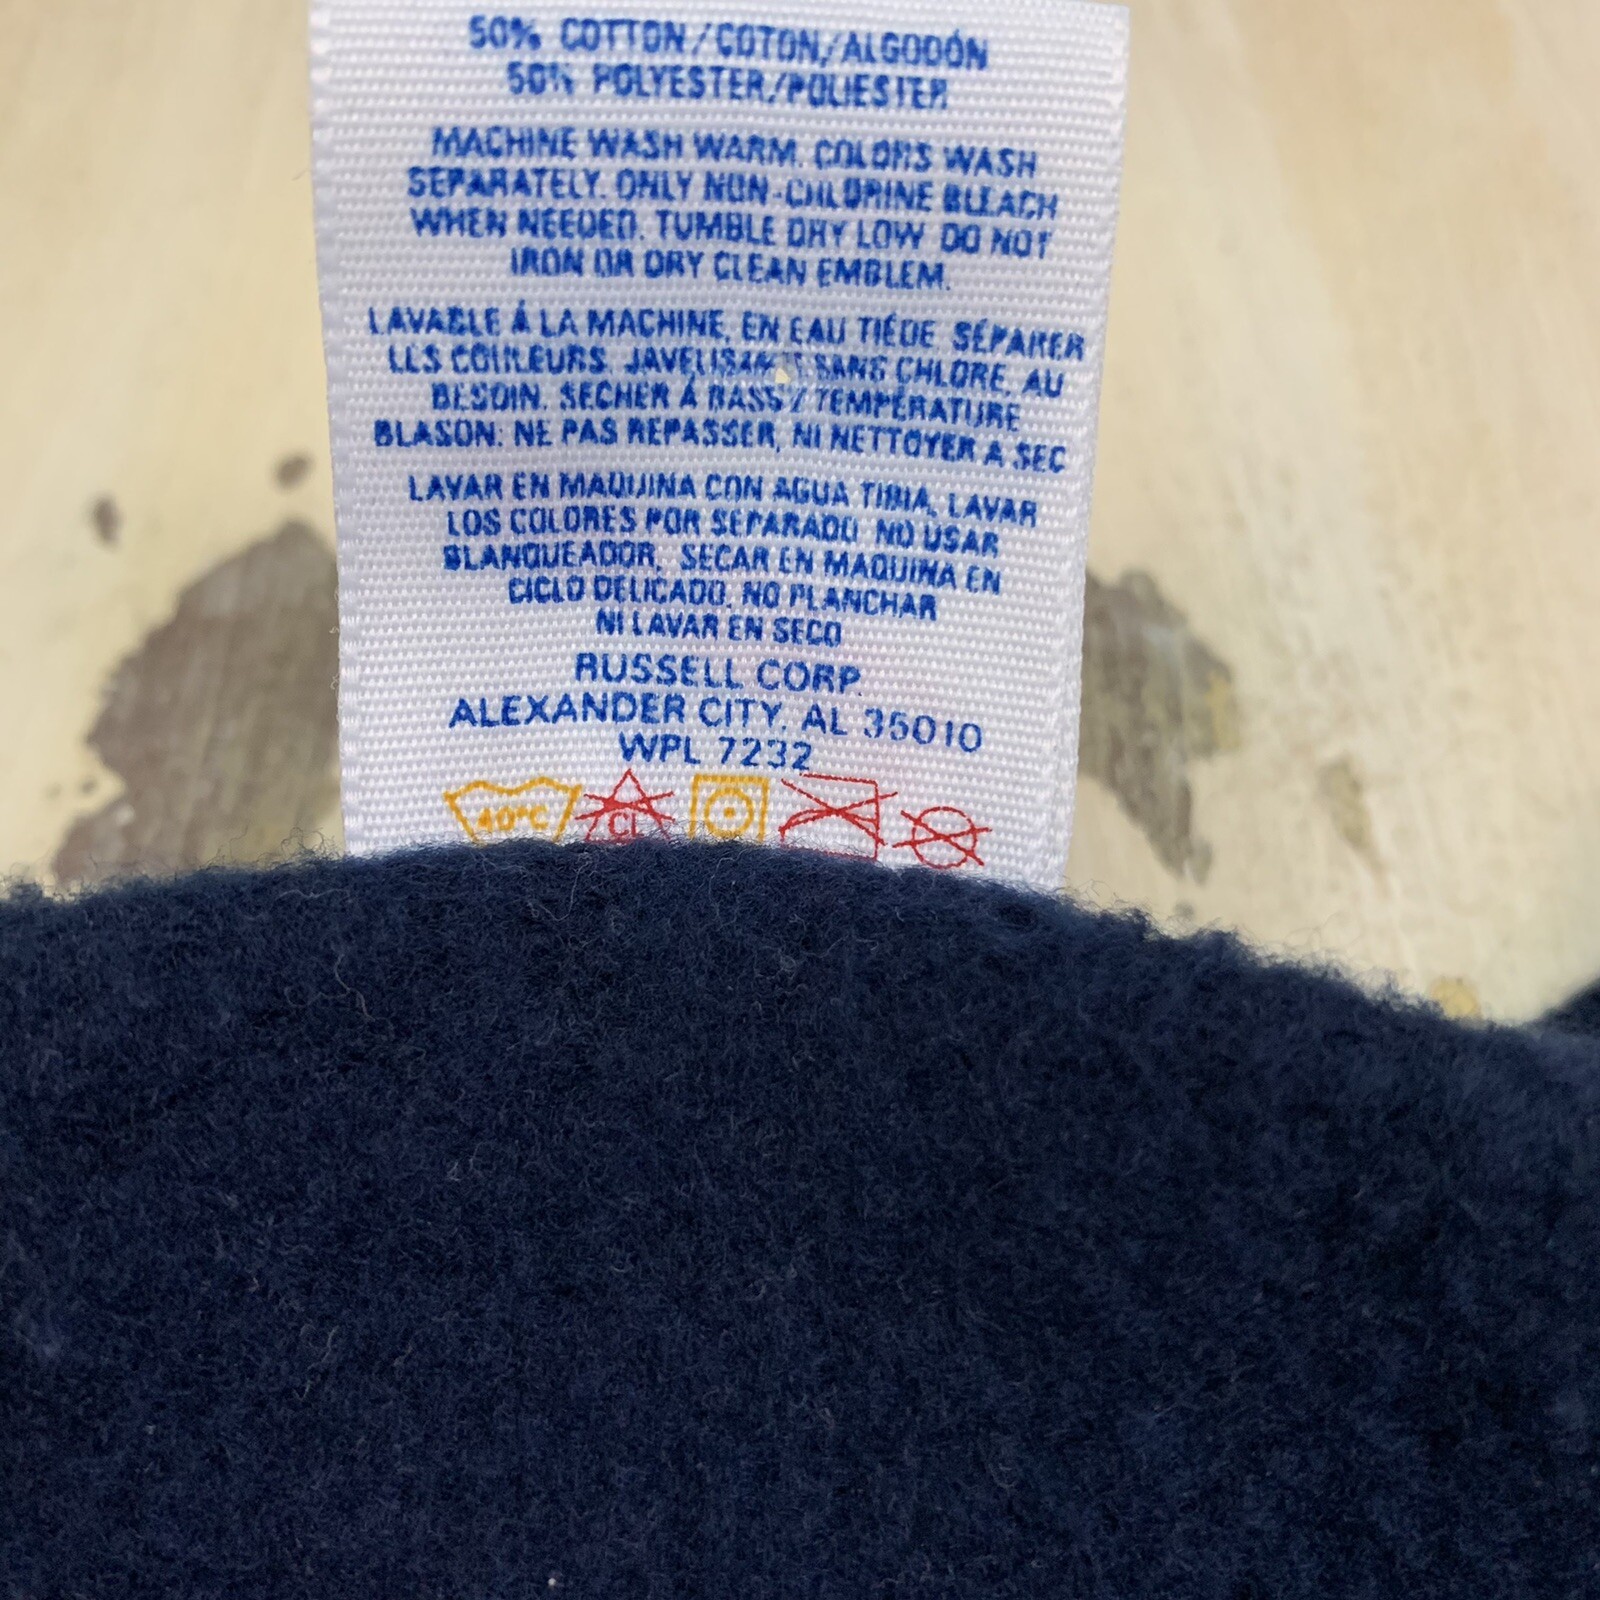 50% COTTON/COTON/ALGODÓN
50% POLYESTER/POLIESTER
MACHINE WASH WARM. COLORS WASH
SEPARATELY. ONLY NON-CHLORINE BLEACH
WHEN NEEDED. TUMBLE DRY LOW DO NOT
IRON OR DRY CLEAN EMBLEM.
LAVABLE Á LA MACHINE, EN EAU TIÉDE SÉPARER
LES COULEURS. JAVELISANT SANS CHLORE, AU
BESOIN. SECHER Á BASSE TEMPÉRATURE
BLASON: NE PAS REPASSER, NI NETTOYER A SEC
LAVAR EN MAQUINA CON AGUA TIBIA, LAVAR
LOS COLORES POR SEPARADO NO USAR
BLANQUEADOR, SECAR EN MAQUINA EN
CICLO DELICADO. NO PLANCHAR
NI LAVAR EN SECO
RUSSELL CORP.
ALEXANDER CITY, AL 35010
WPL 7232
40°C CL